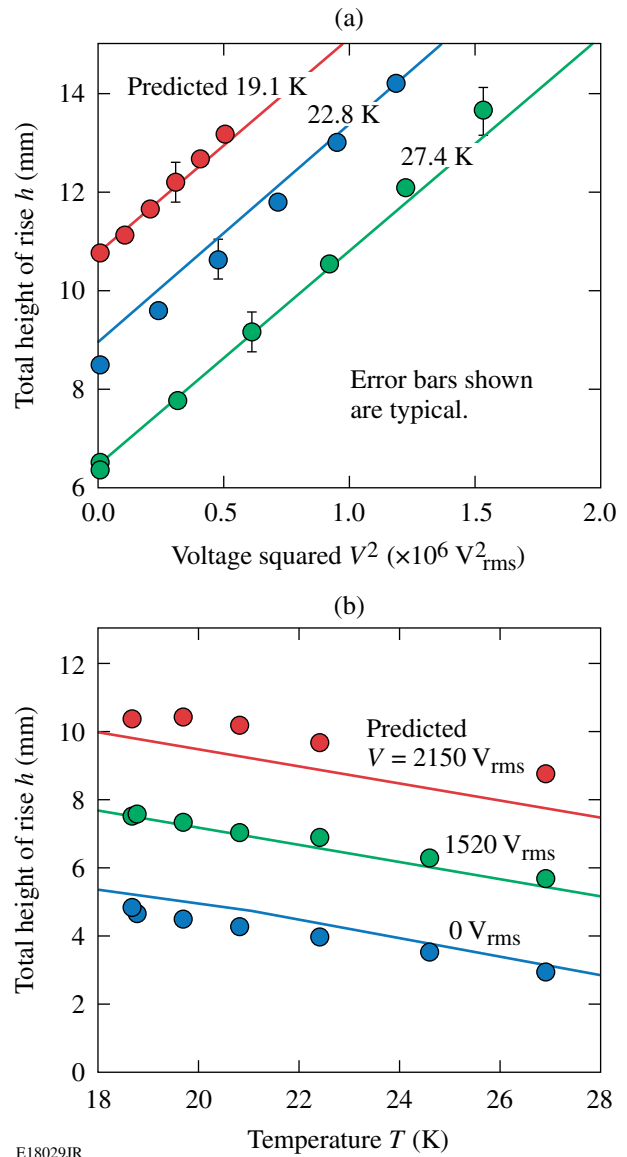 (a)
Total height of rise h (mm)
14
12
10
8
6
Predicted 19.1 K
22.8 K
27.4 K
Error bars shown
are typical.
0.0 0.5 1.0 1.5 2.0
Voltage squared V² (×10⁶ V²rms)
(b)
Total height of rise h (mm)
12
10
8
6
4
2
0
Predicted
V = 2150 Vrms
1520 Vrms
0 Vrms
18 20 22 24 26 28
Temperature T (K)
E18029JR